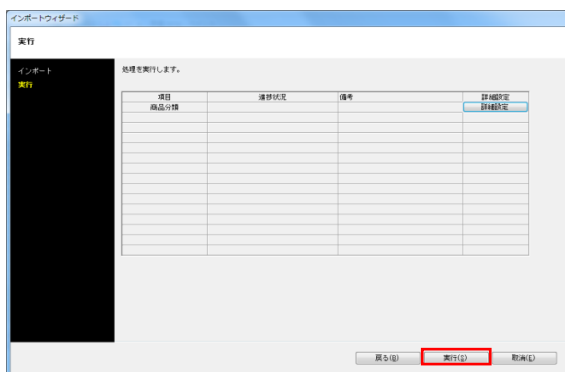 インポートウィザード
実行
インポート
実行
処理を実行します。
項目 進捗状況 備考 詳細設定
商品分類 詳細設定
戻る(B) 実行(S) 取消(E)